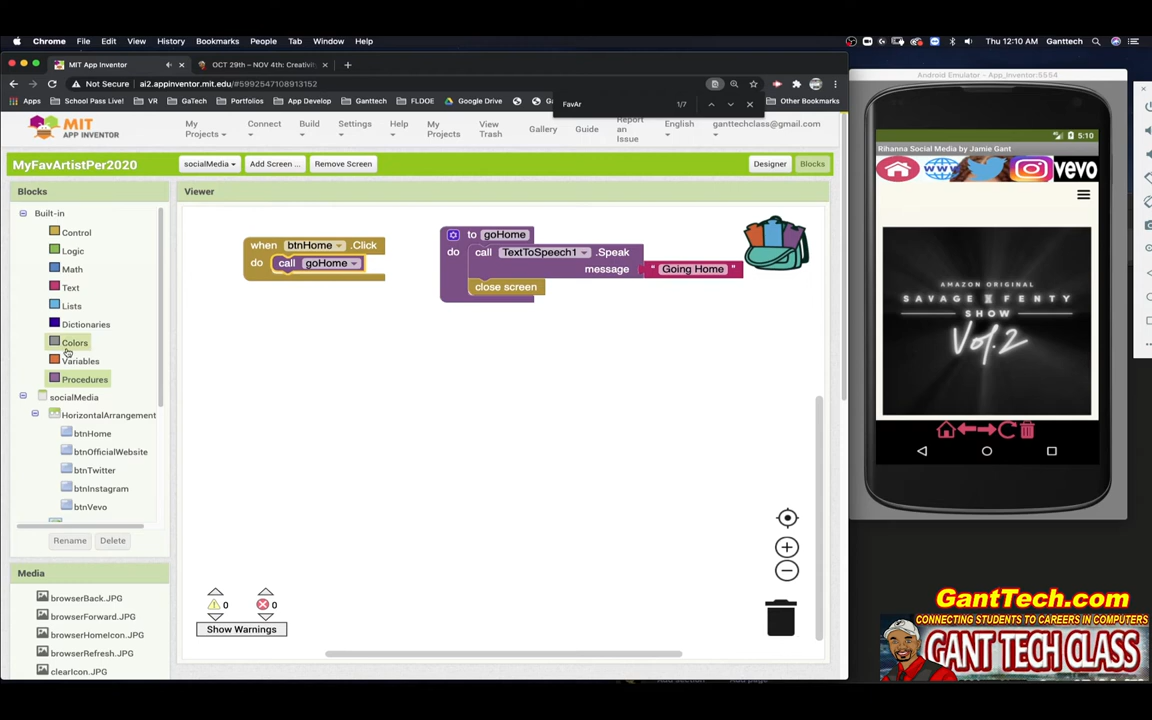 Chrome File Edit View History Bookmarks People Tab Window Help
Thu 12:10 AM Ganttech
MIT App Inventor
OCT 29th – NOV 4th: Creativi
Not Secure | ai2.appinventor.mit.edu/#5992547108913152
Apps School Pass Live! VR GaTech Portfolios App Develop Ganttech FLDOE Google Drive
Other Bookmarks
FavAr 1/7
MIT
APP INVENTOR
My Projects Connect Build Settings Help My Projects View Trash Gallery Guide Report an Issue English ganttechclass@gmail.com
MyFavArtistPer2020
socialMedia Add Screen ... Remove Screen
Designer Blocks
Blocks
Viewer
Built-in
Control
Logic
Math
Text
Lists
Dictionaries
Colors
Variables
Procedures
socialMedia
HorizontalArrangement
btnHome
btnOfficialWebsite
btnTwitter
btnInstagram
btnVevo
Rename Delete
Media
browserBack.JPG
browserForward.JPG
browserHomeIcon.JPG
browserRefresh.JPG
clearIcon.JPG
when btnHome .Click
do call goHome
to goHome
do call TextToSpeech1 .Speak
message " Going Home "
close screen
0 0
Show Warnings
Android Emulator - App_Inventor:5554
5:10
Rihanna Social Media by Jamie Gant
www
vevo
AMAZON ORIGINAL
SAVAGE X FENTY
SHOW
Vol.2
GantTech.com
CONNECTING STUDENTS TO CAREERS IN COMPUTERS
GANT TECH CLASS